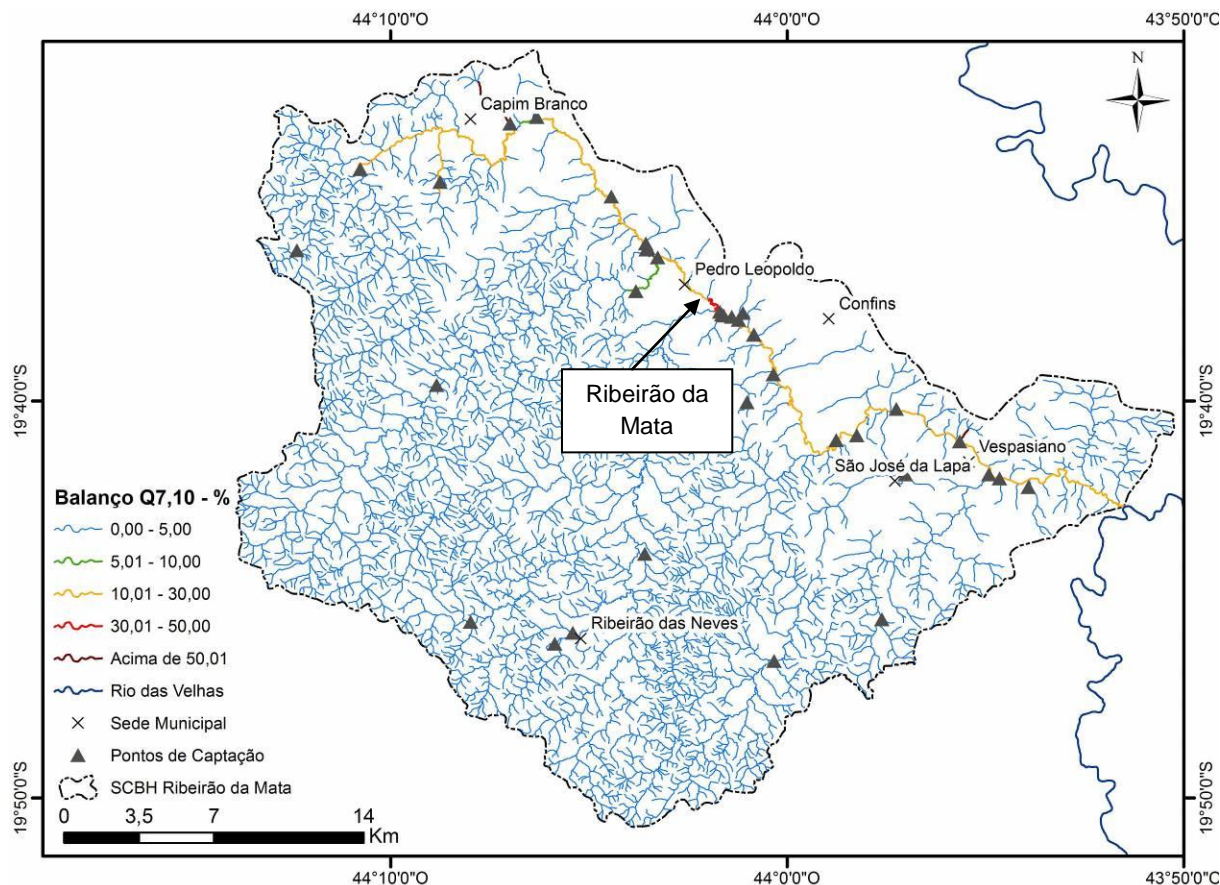 44°10'0"O
44°0'0"O
43°50'0"O
N
Capim Branco
Pedro Leopoldo
Confins
Ribeirão da
Mata
19°40'0"S
19°40'0"S
Vespasiano
São José da Lapa
Balanço Q7,10 - %
0,00 - 5,00
5,01 - 10,00
10,01 - 30,00
30,01 - 50,00
Acima de 50,01
Rio das Velhas
Sede Municipal
Pontos de Captação
SCBH Ribeirão da Mata
Ribeirão das Neves
0 3,5 7 14
Km
19°50'0"S
19°50'0"S
44°10'0"O
44°0'0"O
43°50'0"O